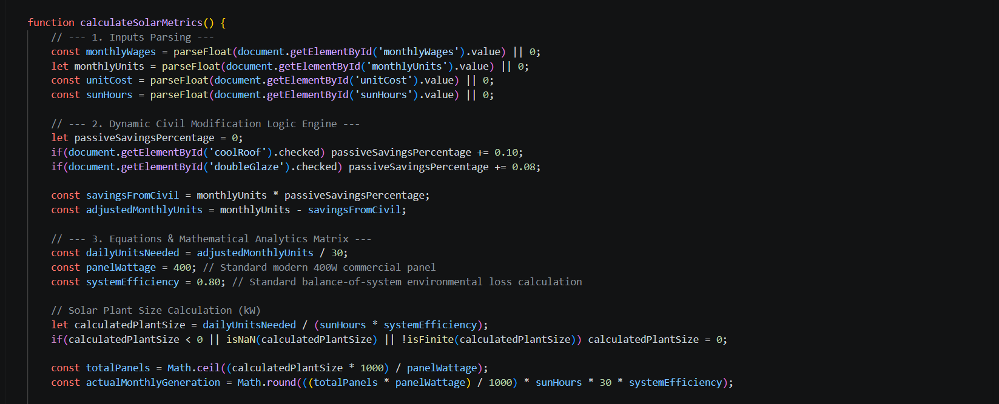 function calculateSolarMetrics() {
// --- 1. Inputs Parsing ---
const monthlyWages = parseFloat(document.getElementById('monthlyWages').value) || 0;
let monthlyUnits = parseFloat(document.getElementById('monthlyUnits').value) || 0;
const unitCost = parseFloat(document.getElementById('unitCost').value) || 0;
const sunHours = parseFloat(document.getElementById('sunHours').value) || 0;
// --- 2. Dynamic Civil Modification Logic Engine ---
let passiveSavingsPercentage = 0;
if(document.getElementById('coolRoof').checked) passiveSavingsPercentage += 0.10;
if(document.getElementById('doubleGlaze').checked) passiveSavingsPercentage += 0.08;
const savingsFromCivil = monthlyUnits * passiveSavingsPercentage;
const adjustedMonthlyUnits = monthlyUnits - savingsFromCivil;
// --- 3. Equations & Mathematical Analytics Matrix ---
const dailyUnitsNeeded = adjustedMonthlyUnits / 30;
const panelWattage = 400; // Standard modern 400W commercial panel
const systemEfficiency = 0.80; // Standard balance-of-system environmental loss calculation
// Solar Plant Size Calculation (kW)
let calculatedPlantSize = dailyUnitsNeeded / (sunHours * systemEfficiency);
if(calculatedPlantSize < 0 || isNaN(calculatedPlantSize) || !isFinite(calculatedPlantSize)) calculatedPlantSize = 0;
const totalPanels = Math.ceil((calculatedPlantSize * 1000) / panelWattage);
const actualMonthlyGeneration = Math.round(((totalPanels * panelWattage) / 1000) * sunHours * 30 * systemEfficiency);